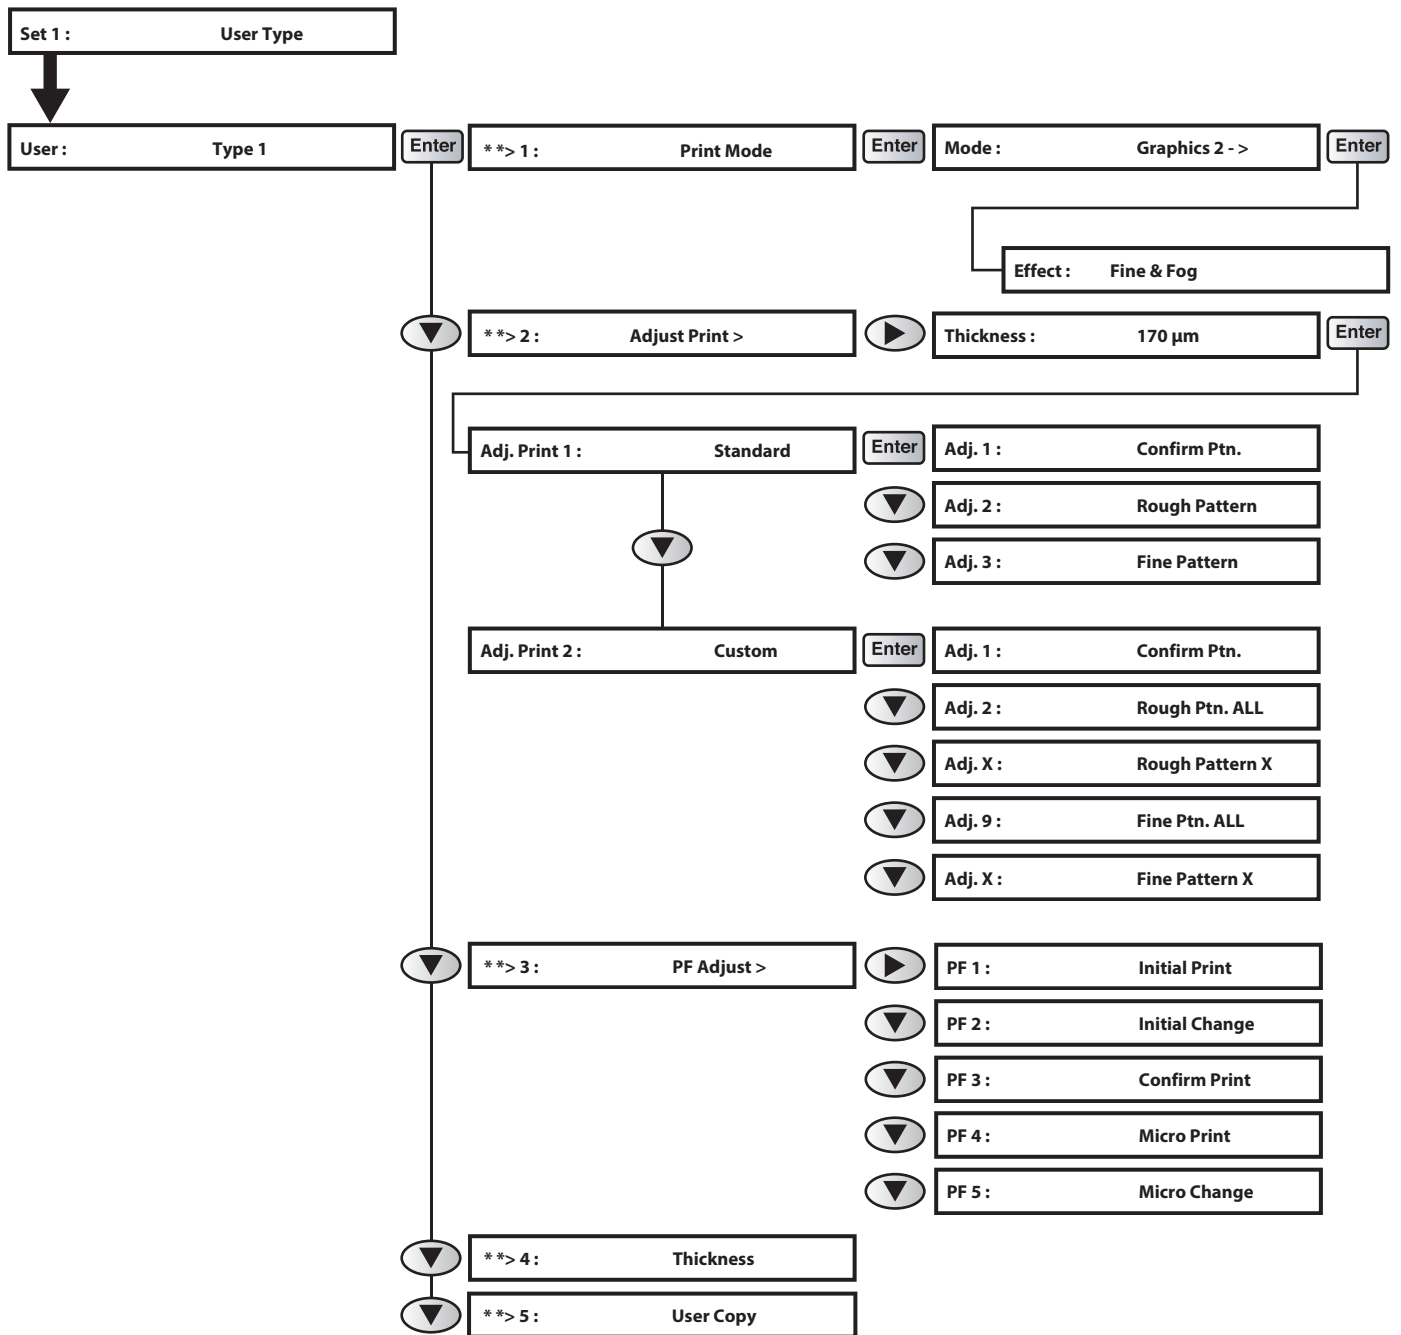 Set 1 : User Type
User : Type 1 Enter * *> 1 : Print Mode Enter Mode : Graphics 2 - > Enter
Effect : Fine & Fog
* *> 2 : Adjust Print > Thickness : 170 µm Enter
Adj. Print 1 : Standard Enter Adj. 1 : Confirm Ptn.
Adj. 2 : Rough Pattern
Adj. 3 : Fine Pattern
Adj. Print 2 : Custom Enter Adj. 1 : Confirm Ptn.
Adj. 2 : Rough Ptn. ALL
Adj. X : Rough Pattern X
Adj. 9 : Fine Ptn. ALL
Adj. X : Fine Pattern X
* *> 3 : PF Adjust > PF 1 : Initial Print
PF 2 : Initial Change
PF 3 : Confirm Print
PF 4 : Micro Print
PF 5 : Micro Change
* *> 4 : Thickness
* *> 5 : User Copy